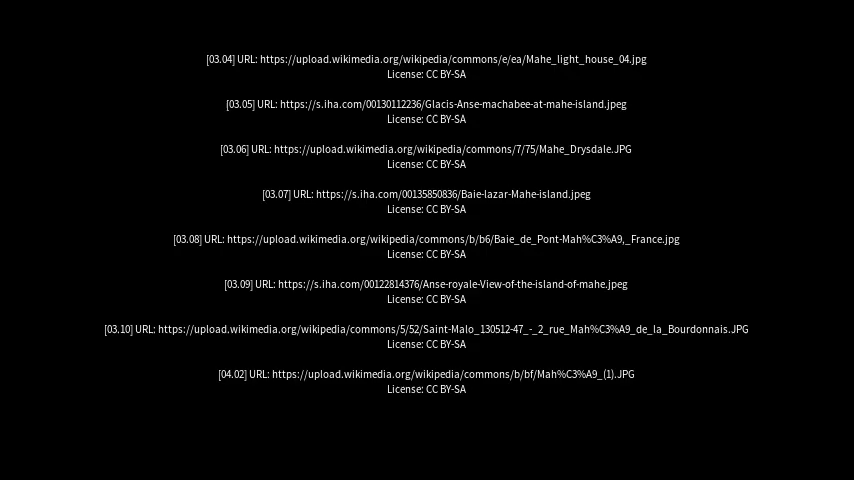 [03.04] URL: https://upload.wikimedia.org/wikipedia/commons/e/ea/Mahe_light_house_04.jpg
License: CC BY-SA
[03.05] URL: https://s.iha.com/00130112236/Glacis-Anse-machabee-at-mahe-island.jpeg
License: CC BY-SA
[03.06] URL: https://upload.wikimedia.org/wikipedia/commons/7/75/Mahe_Drysdale.JPG
License: CC BY-SA
[03.07] URL: https://s.iha.com/00135850836/Baie-lazar-Mahe-island.jpeg
License: CC BY-SA
[03.08] URL: https://upload.wikimedia.org/wikipedia/commons/b/b6/Baie_de_Pont-Mah%C3%A9,_France.jpg
License: CC BY-SA
[03.09] URL: https://s.iha.com/00122814376/Anse-royale-View-of-the-island-of-mahe.jpeg
License: CC BY-SA
[03.10] URL: https://upload.wikimedia.org/wikipedia/commons/5/52/Saint-Malo_130512-47_-_2_rue_Mah%C3%A9_de_la_Bourdonnais.JPG
License: CC BY-SA
[04.02] URL: https://upload.wikimedia.org/wikipedia/commons/b/bf/Mah%C3%A9_(1).JPG
License: CC BY-SA